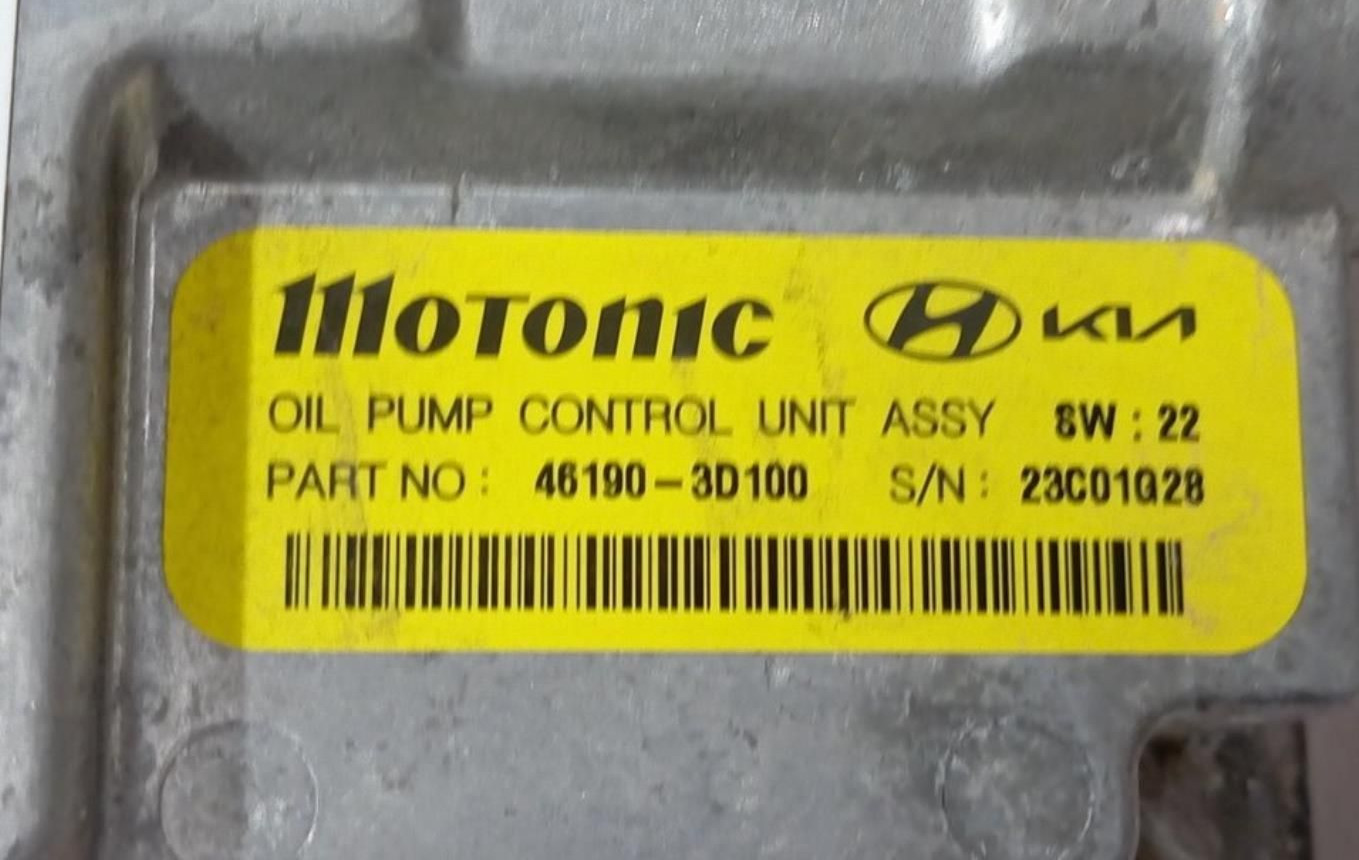 MOTONIC KIA
OIL PUMP CONTROL UNIT ASSY SW : 22
PART NO : 46190-3D100 S/N : 23C01G28